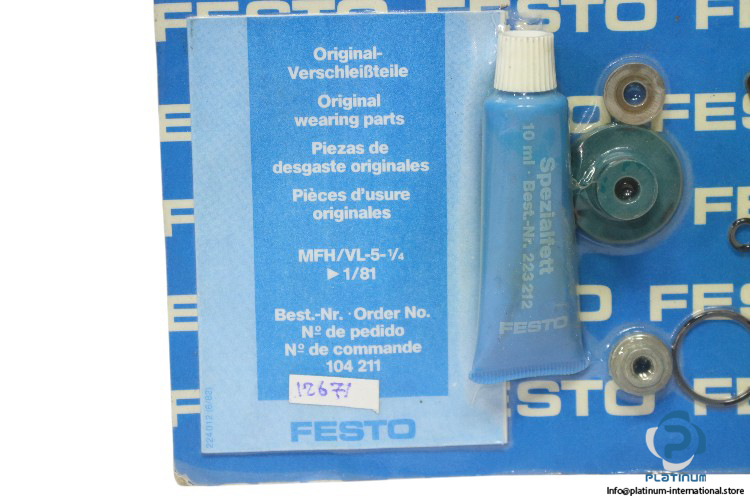 FESTO
Original-
Verschleißteile
Original
wearing parts
Piezas de
desgaste originales
Pièces d'usure
originales
MFH/VL-5-¼
►1/81
Best.-Nr. · Order No.
Nº de pedido
Nº de commande
104 211
12671
FESTO
Spezialfett
10 ml · Best.-Nr. 223 212
FESTO
FESTO
FESTO
PLATINUM
Info@platinum-international.store